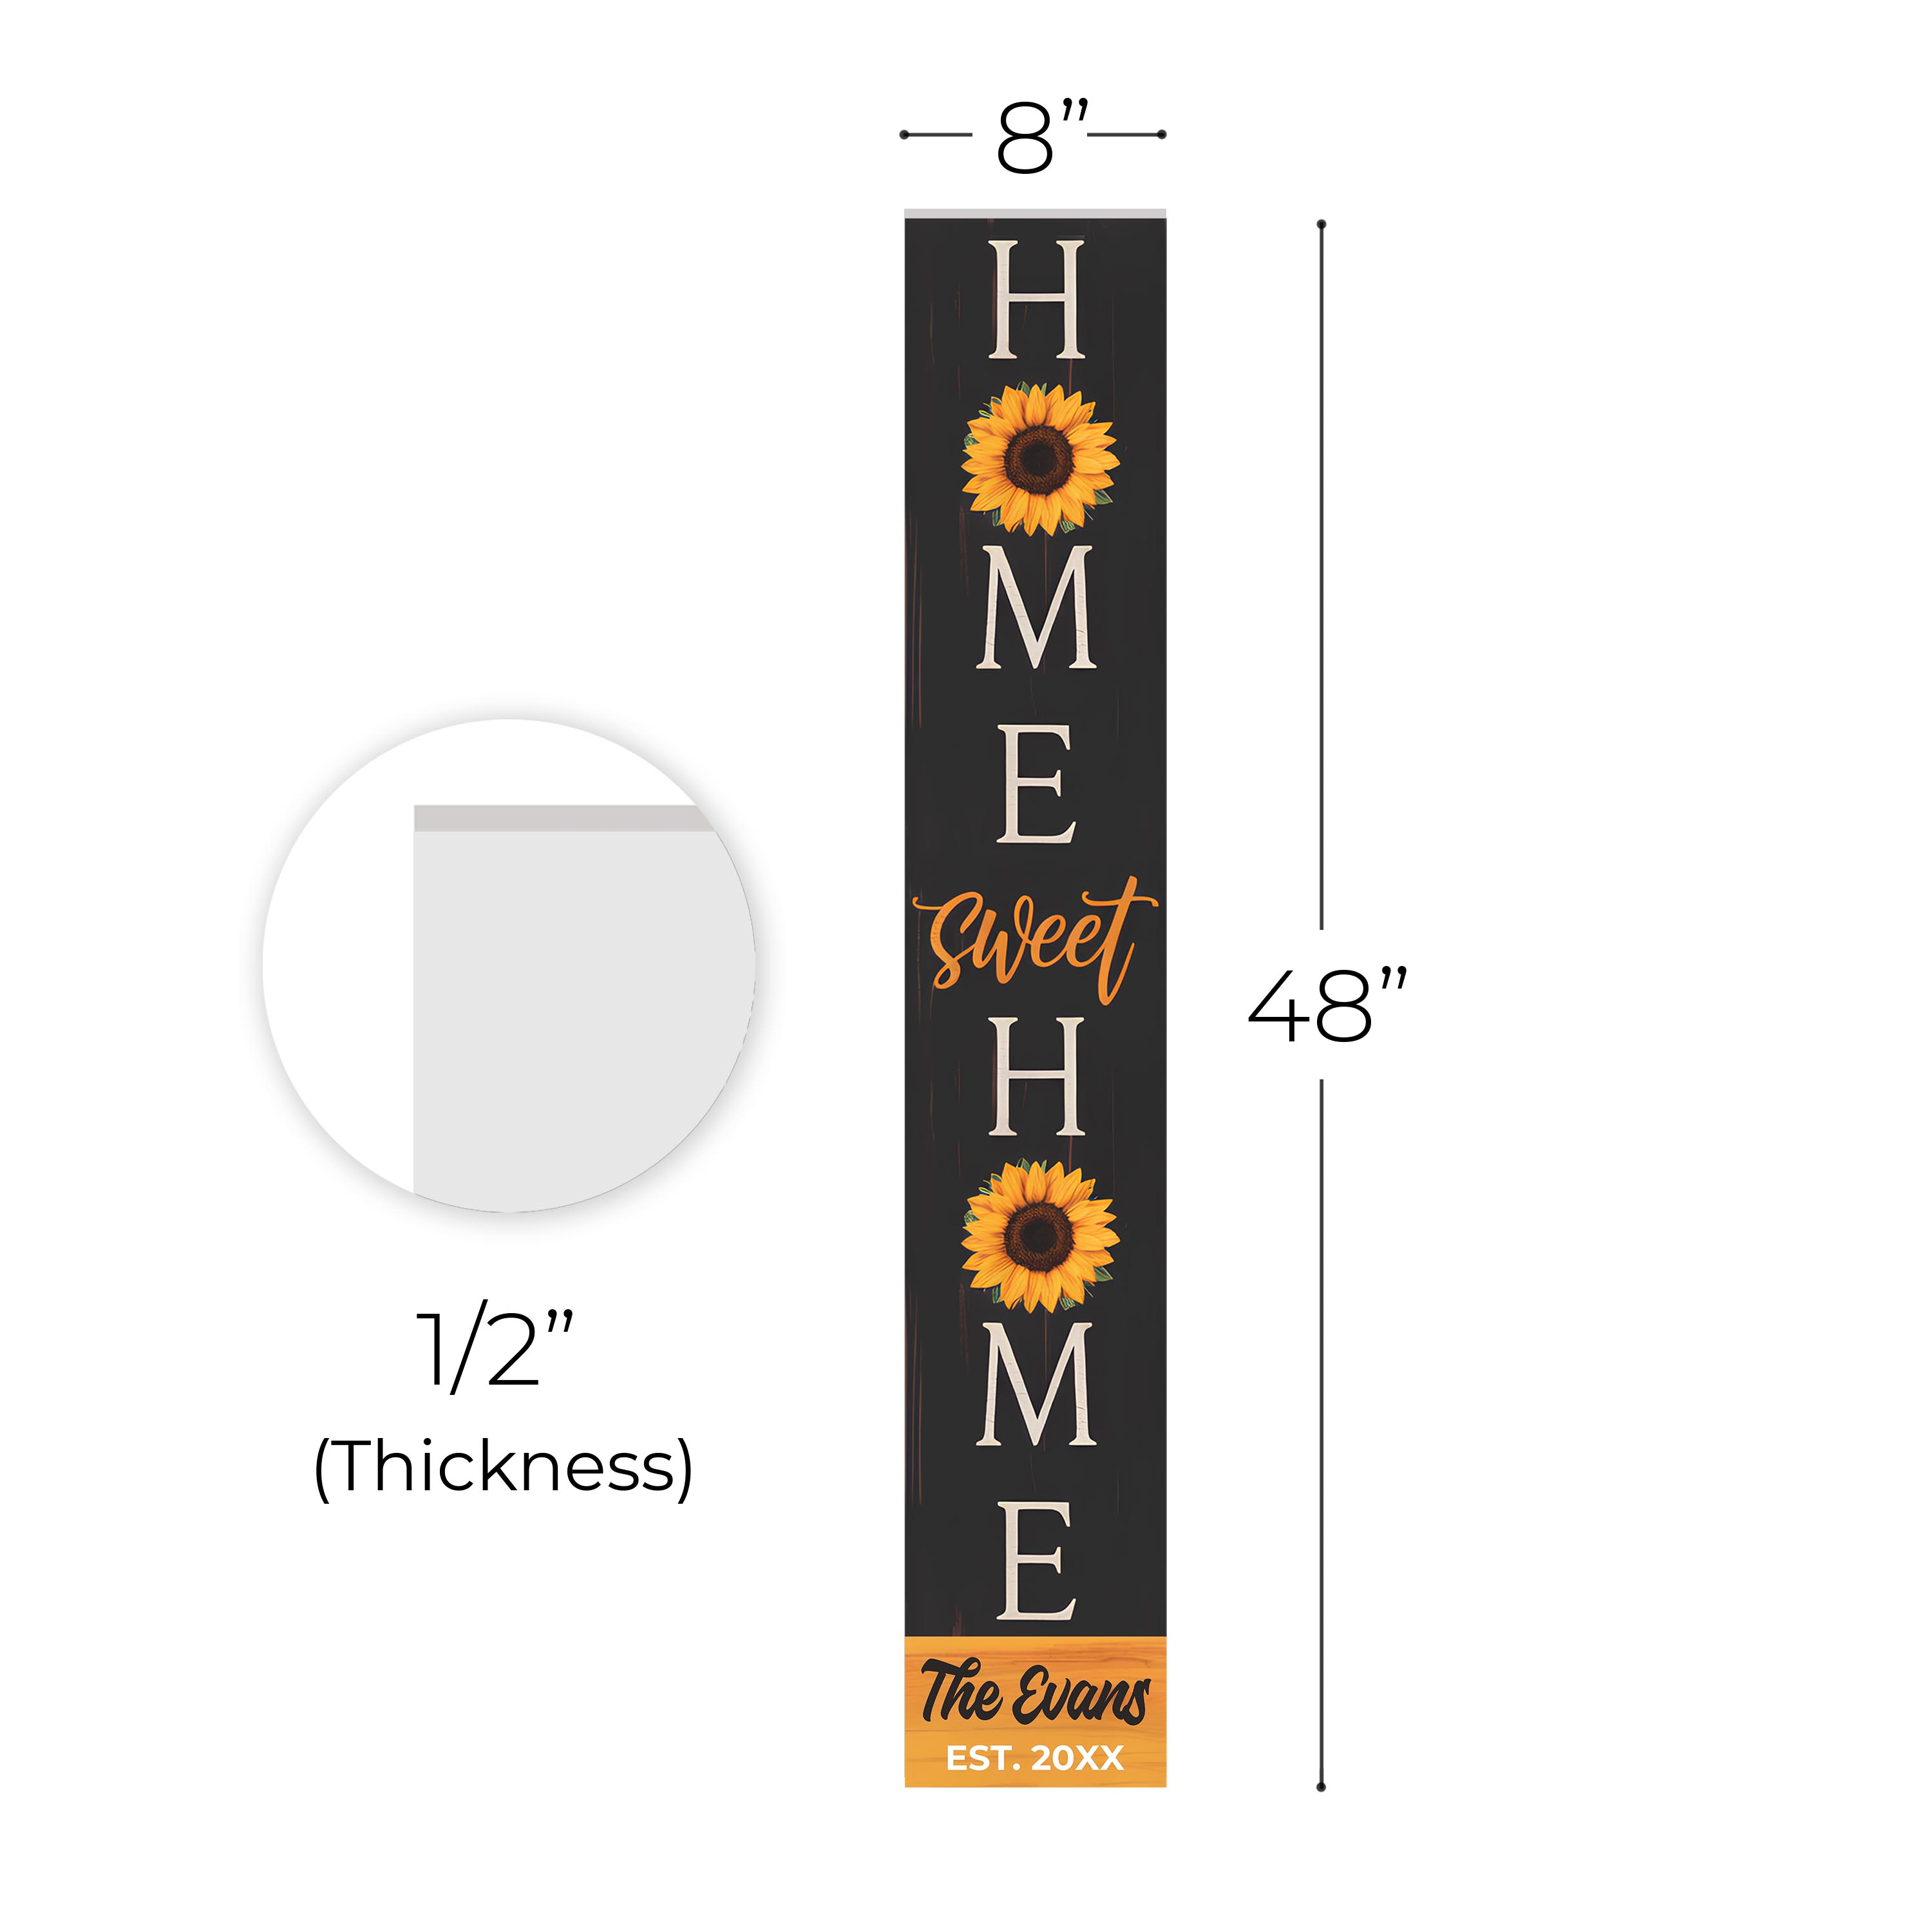 8”
H
M
E
sweet
H
M
E
The Evans
EST. 20XX
48”
1/2”
(Thickness)